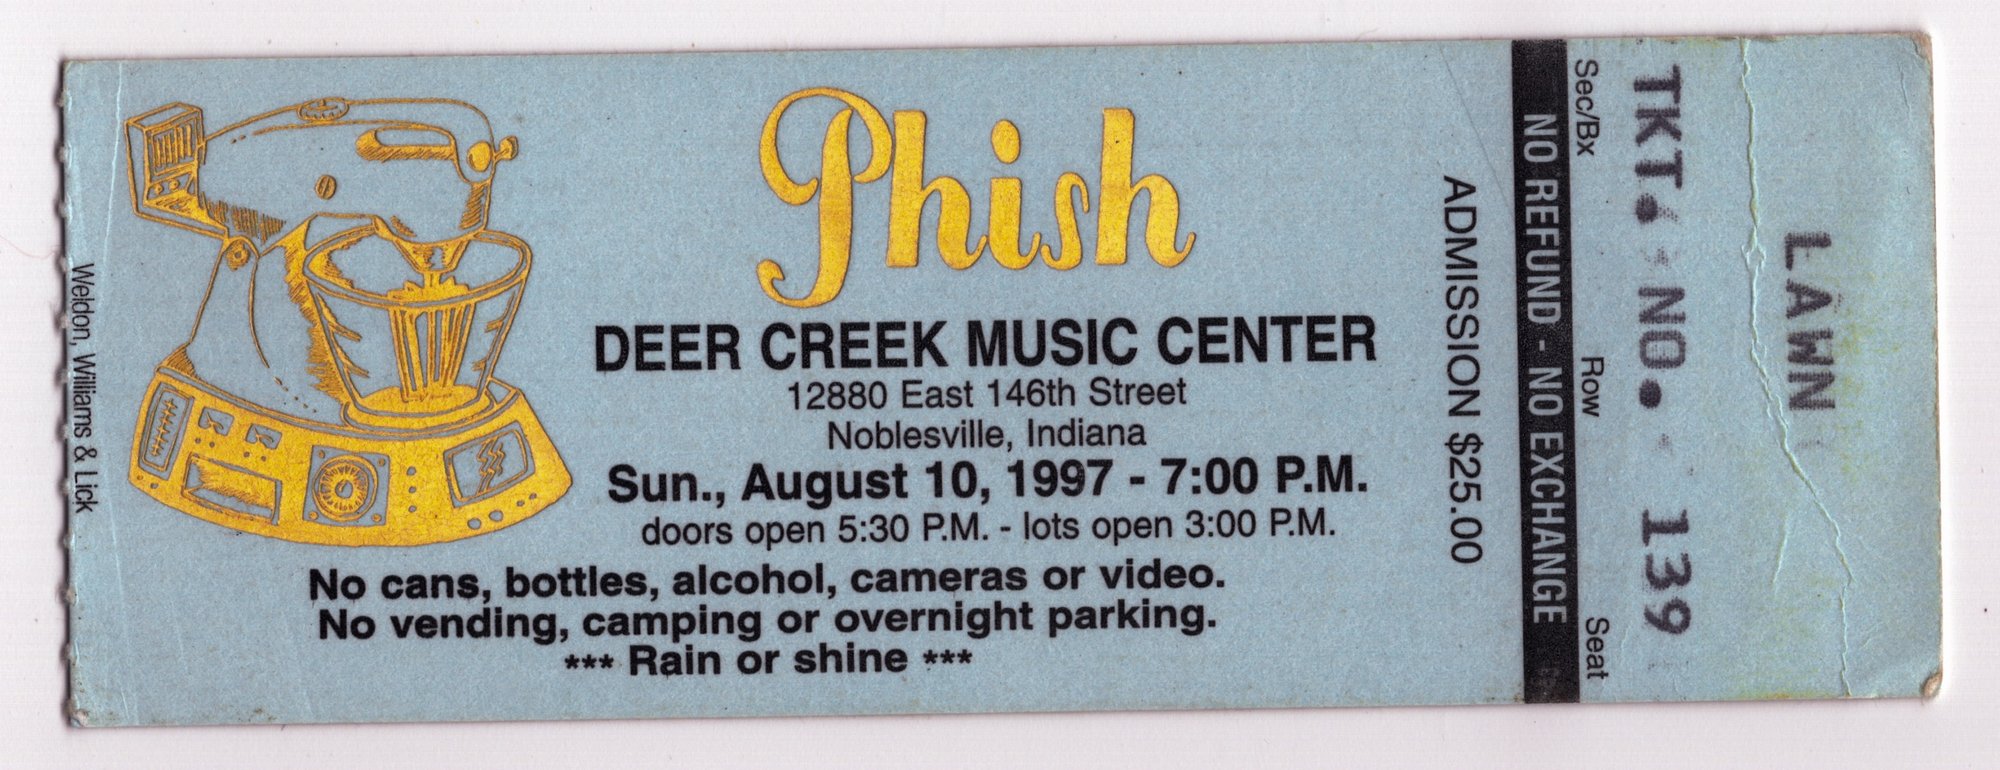 Weldon, Williams & Lick
Phish
DEER CREEK MUSIC CENTER
12880 East 146th Street
Noblesville, Indiana
Sun., August 10, 1997 - 7:00 P.M.
doors open 5:30 P.M. - lots open 3:00 P.M.
No cans, bottles, alcohol, cameras or video.
No vending, camping or overnight parking.
*** Rain or shine ***
ADMISSION $25.00
NO REFUND - NO EXCHANGE
Sec/Bx Row Seat
TKT. NO. 139
LAWN